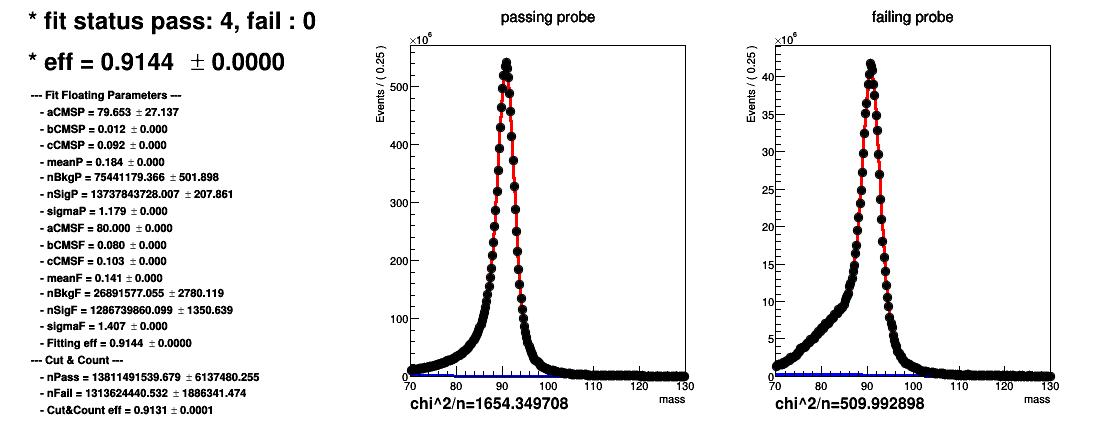 * fit status pass: 4, fail : 0
* eff = 0.9144 ± 0.0000
--- Fit Floating Parameters ---
- aCMSP = 79.653 ± 27.137
- bCMSP = 0.012 ± 0.000
- cCMSP = 0.092 ± 0.000
- meanP = 0.184 ± 0.000
- nBkgP = 75441179.366 ± 501.898
- nSigP = 13737843728.007 ± 207.861
- sigmaP = 1.179 ± 0.000
- aCMSF = 80.000 ± 0.000
- bCMSF = 0.080 ± 0.000
- cCMSF = 0.103 ± 0.000
- meanF = 0.141 ± 0.000
- nBkgF = 26891577.055 ± 2780.119
- nSigF = 1286739860.099 ± 1350.639
- sigmaF = 1.407 ± 0.000
- Fitting eff = 0.9144 ± 0.0000
--- Cut & Count ---
- nPass = 13811491539.679 ± 6137480.255
- nFail = 1313624440.532 ± 1886341.474
- Cut&Count eff = 0.9131 ± 0.0001
passing probe
×10^6
Events / ( 0.25 )
500
400
300
200
100
0
70 80 90 100 110 120 130
mass
chi^2/n=1654.349708
failing probe
×10^6
Events / ( 0.25 )
40
35
30
25
20
15
10
5
0
70 80 90 100 110 120 130
mass
chi^2/n=509.992898